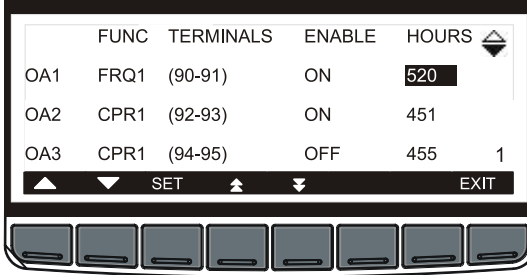 FUNC TERMINALS ENABLE HOURS
OA1 FRQ1 (90-91) ON 520
OA2 CPR1 (92-93) ON 451
OA3 CPR1 (94-95) OFF 455 1
SET EXIT